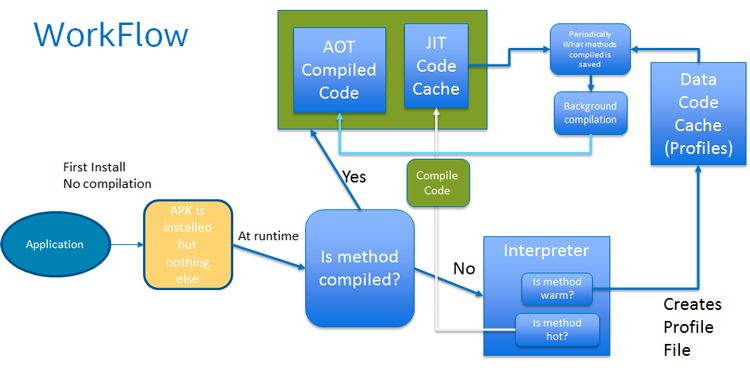 WorkFlow
AOT
Compiled
Code
JIT
Code
Cache
Periodically
What methods
compiled is
saved
Background
compilation
Data
Code
Cache
(Profiles)
First Install
No compilation
Yes
Compile
Code
Application
APK is
installed
but
nothing
else
At runtime
Is method
compiled?
No
Interpreter
Is method
warm?
Is method
hot?
Creates
Profile
File